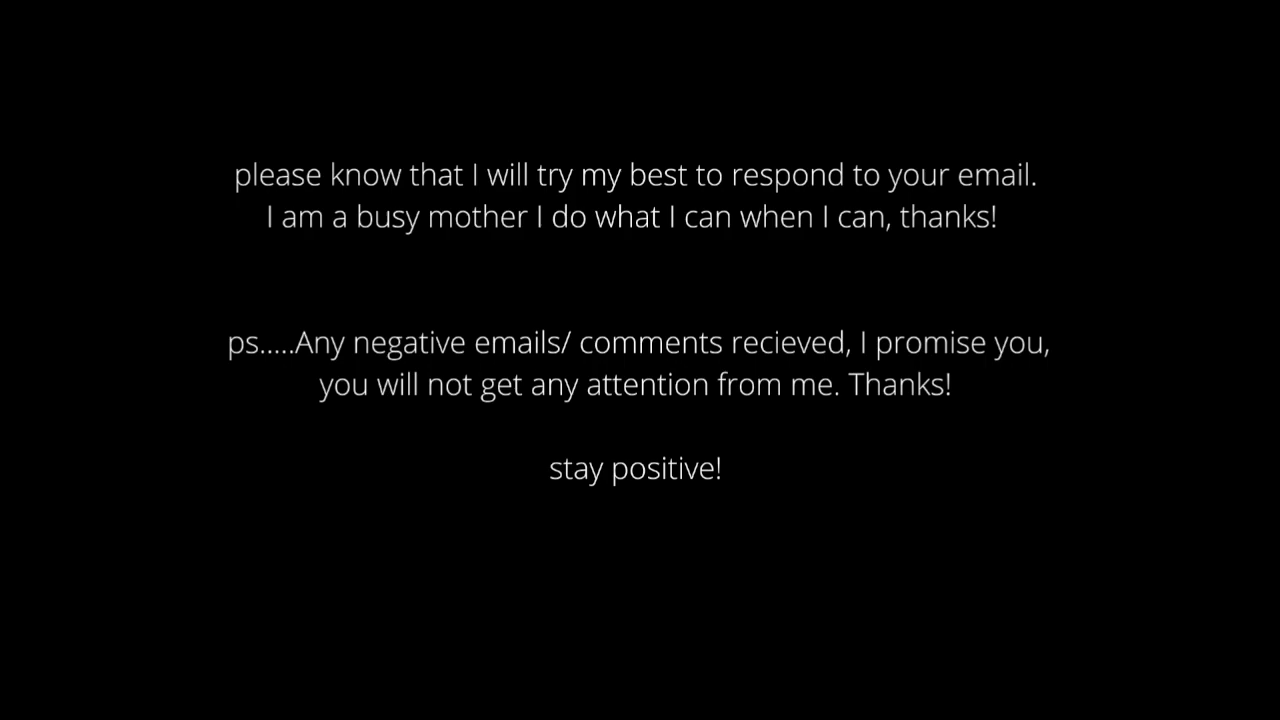 please know that I will try my best to respond to your email.
I am a busy mother I do what I can when I can, thanks!
ps.....Any negative emails/ comments recieved, I promise you,
you will not get any attention from me. Thanks!
stay positive!